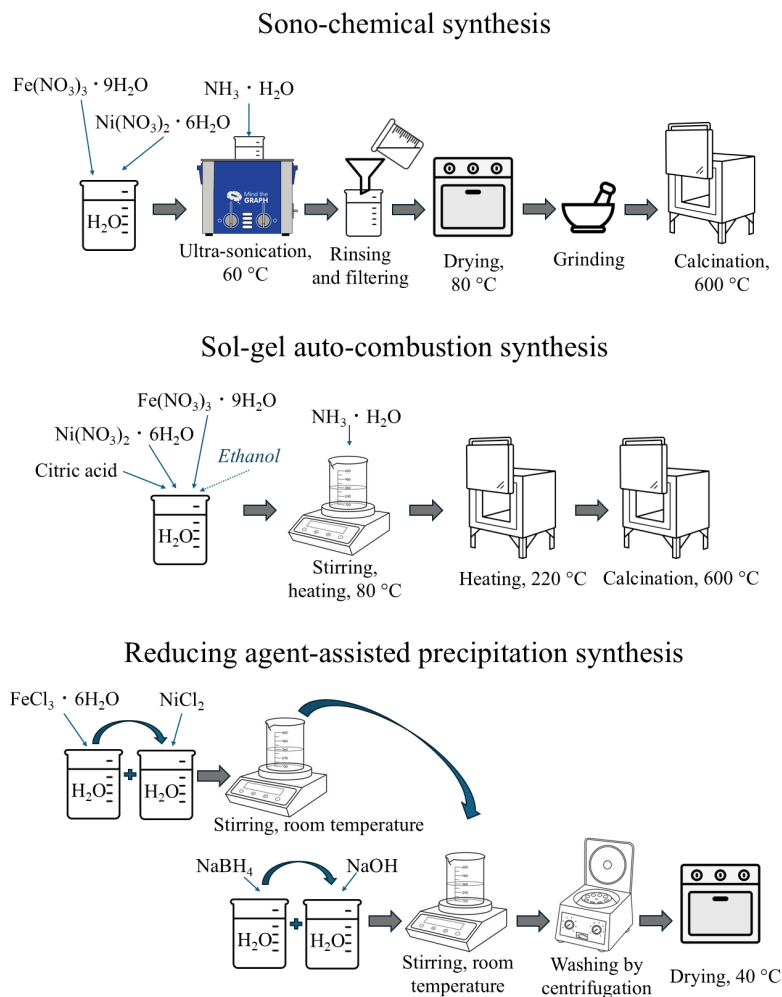 Sono-chemical synthesis
Fe(NO₃)₃ · 9H₂O
NH₃ · H₂O
Ni(NO₃)₂ · 6H₂O
Mind the
GRAPH
H₂O
Ultra-sonication,
60 °C
Rinsing
and filtering
Drying,
80 °C
Grinding
Calcination,
600 °C
Sol-gel auto-combustion synthesis
Fe(NO₃)₃ · 9H₂O
NH₃ · H₂O
Ni(NO₃)₂ · 6H₂O
Ethanol
Citric acid
H₂O
Stirring,
heating, 80 °C
Heating, 220 °C
Calcination, 600 °C
Reducing agent-assisted precipitation synthesis
FeCl₃ · 6H₂O
NiCl₂
H₂O
+
H₂O
Stirring, room temperature
NaBH₄
NaOH
H₂O
+
H₂O
Stirring, room
temperature
Washing by
centrifugation
Drying, 40 °C